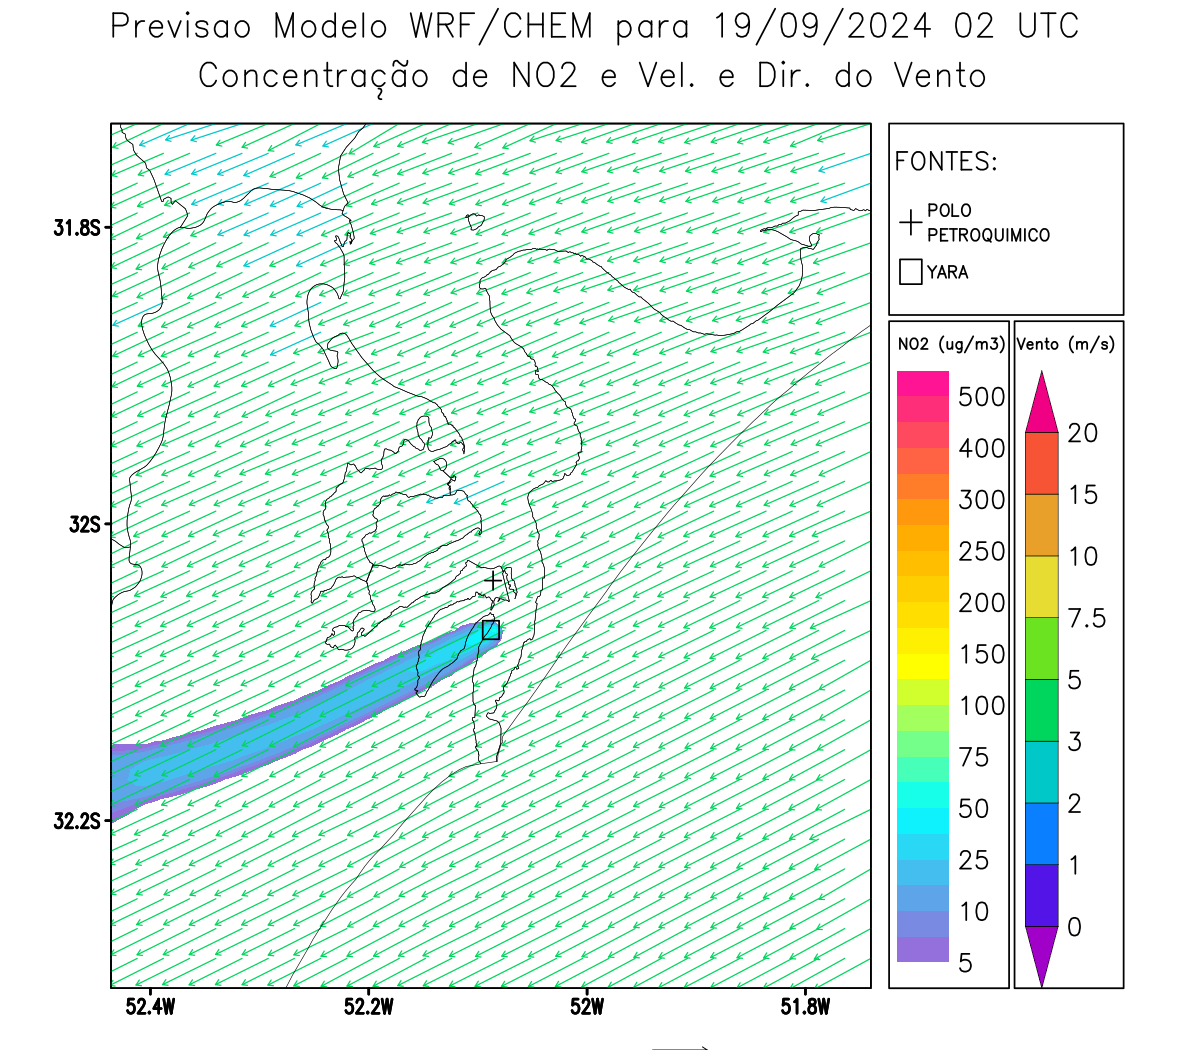 Previsao Modelo WRF/CHEM para 19/09/2024 02 UTC
Concentração de NO2 e Vel. e Dir. do Vento
FONTES:
POLO
PETROQUIMICO
YARA
NO2 (ug/m3)
500
400
300
250
200
150
100
75
50
25
10
5
Vento (m/s)
20
15
10
7.5
5
3
2
1
0
31.8S
32S
32.2S
52.4W
52.2W
52W
51.8W